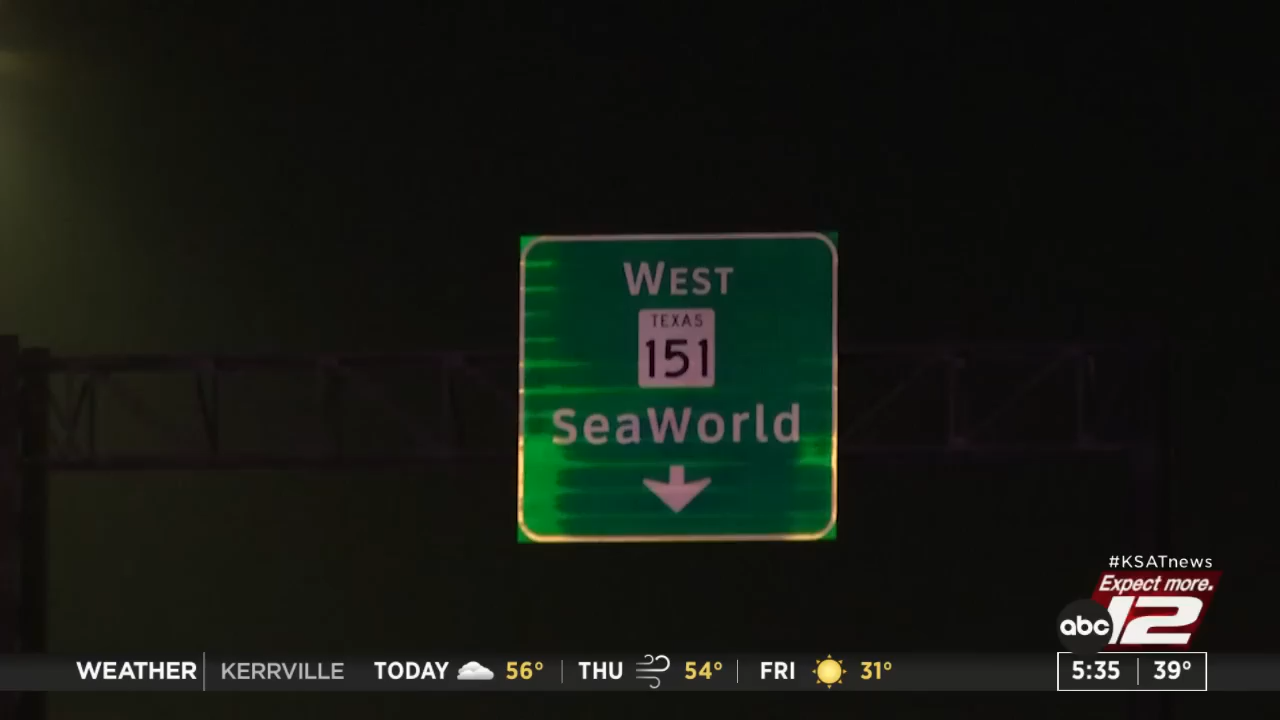 WEST
TEXAS
151
SeaWorld
#KSATnews
Expect more.
abc 12
WEATHER KERRVILLE TODAY 56° THU 54° FRI 31° 5:35 39°